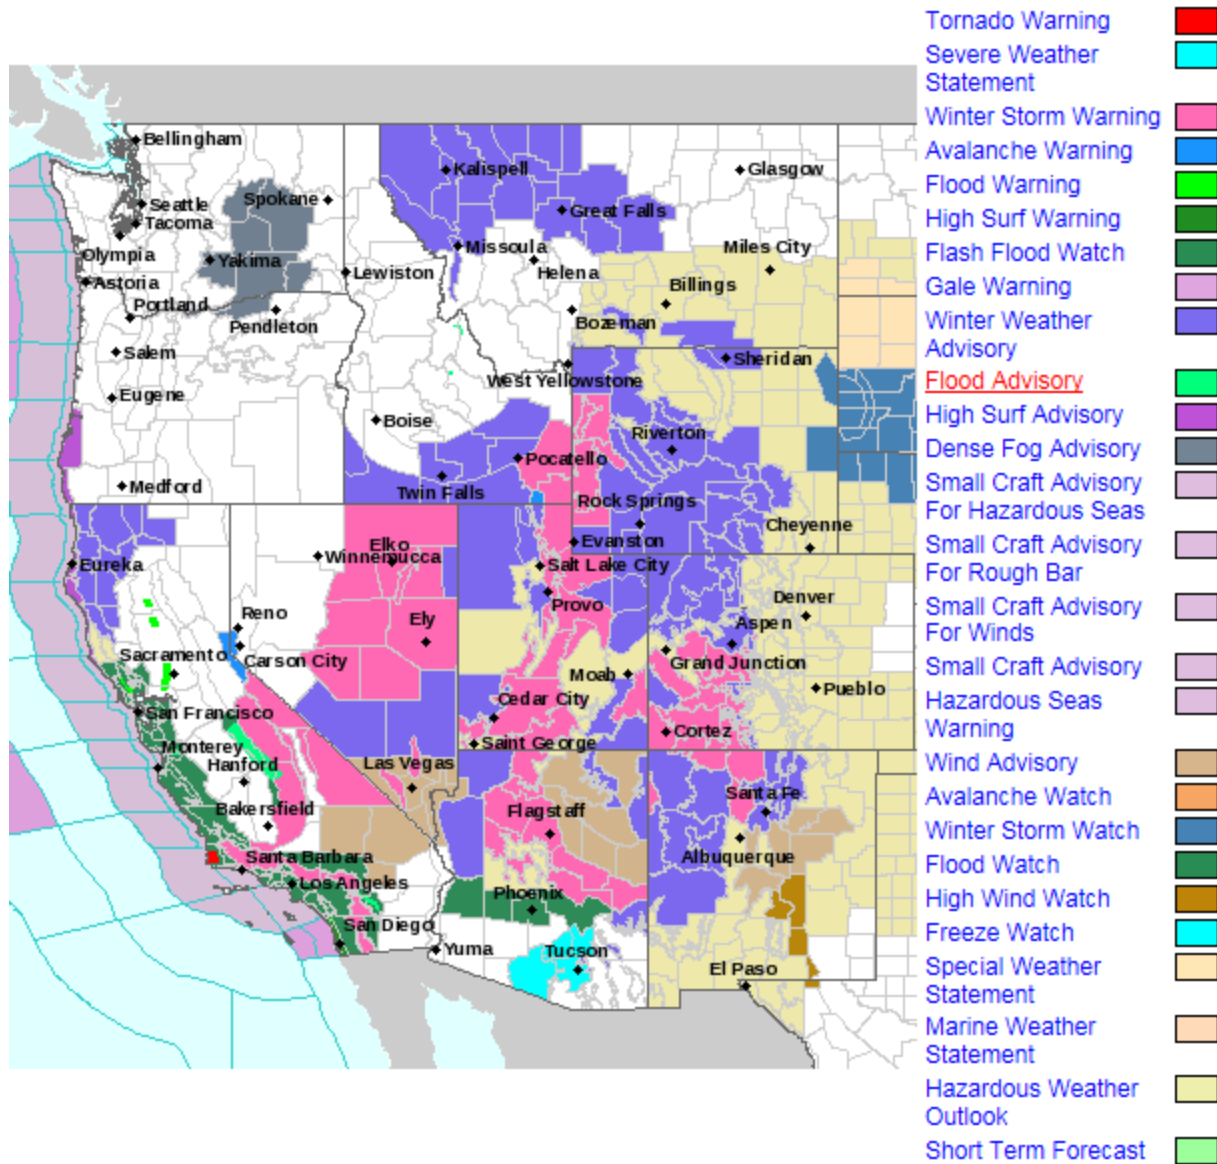 Tornado Warning
Severe Weather
Statement
Winter Storm Warning
Avalanche Warning
Flood Warning
High Surf Warning
Flash Flood Watch
Gale Warning
Winter Weather
Advisory
Flood Advisory
High Surf Advisory
Dense Fog Advisory
Small Craft Advisory
For Hazardous Seas
Small Craft Advisory
For Rough Bar
Small Craft Advisory
For Winds
Small Craft Advisory
Hazardous Seas
Warning
Wind Advisory
Avalanche Watch
Winter Storm Watch
Flood Watch
High Wind Watch
Freeze Watch
Special Weather
Statement
Marine Weather
Statement
Hazardous Weather
Outlook
Short Term Forecast
Bellingham
Kalispell
Glasgow
Seattle
Spokane
Tacoma
Great Falls
Olympia
Yakima
Missoula
Miles City
Helena
Astoria
Lewiston
Billings
Portland
Pendleton
Bozeman
Salem
Sheridan
West Yellowstone
Eugene
Boise
Riverton
Pocatello
Medford
Twin Falls
Rock Springs
Cheyenne
Elko
Winnemucca
Evanston
Eureka
Salt Lake City
Provo
Denver
Reno
Ely
Aspen
Sacramento
Carson City
Moab
Grand Junction
Pueblo
Cedar City
San Francisco
Cortez
Monterey
Saint George
Hanford
Las Vegas
Santa Fe
Bakersfield
Flagstaff
Albuquerque
Santa Barbara
Los Angeles
Phoenix
San Diego
Yuma
Tucson
El Paso